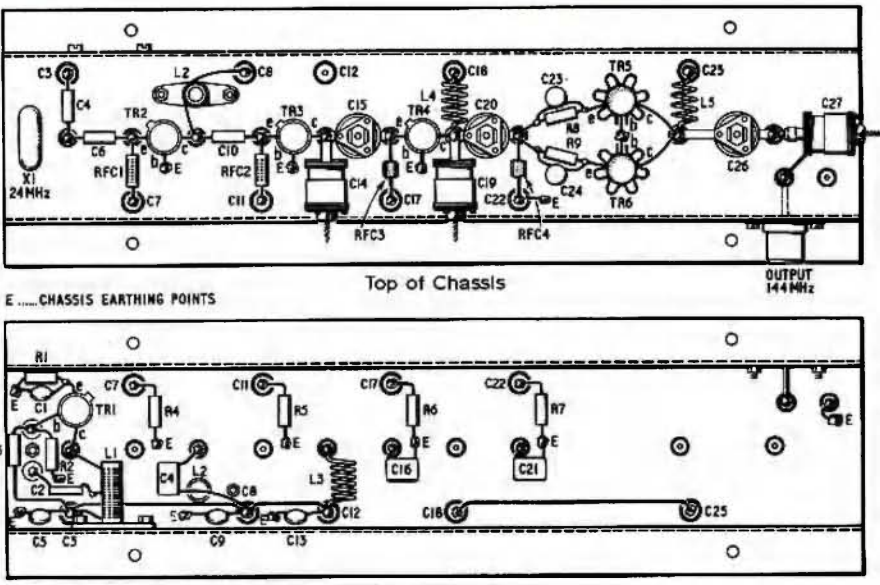 C3
C4
L2
C8
C12
C18
L4
C23
TR5
C25
L5
C27
TR2
TR3
C15
TR4
C20
e
c
e
c
e
c
e
c
b
b
b
b
b
R8
R9
e
c
C6
E
C10
E
E
X1
24MHz
RFC1
RFC2
C14
C19
C24
TR6
C26
C7
C11
C17
C22
E
RFC3
RFC4
Top of Chassis
OUTPUT
144MHz
E ..... CHASSIS EARTHING POINTS
R1
E
C1
e
TR1
b
c
C7
R4
E
C11
R5
E
C17
R6
E
C22
R7
E
E
R2
E
L1
C2
C4
L2
C8
L3
C16
C21
C5
C3
E
C9
C13
C12
C18
C25